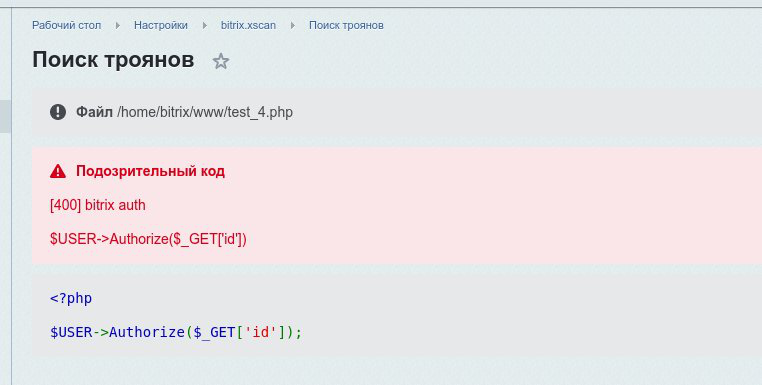 Рабочий стол Настройки bitrix.xscan Поиск троянов
Поиск троянов
Файл /home/bitrix/www/test_4.php
Подозрительный код
[400] bitrix auth
$USER->Authorize($_GET['id'])
<?php
$USER->Authorize($_GET['id']);